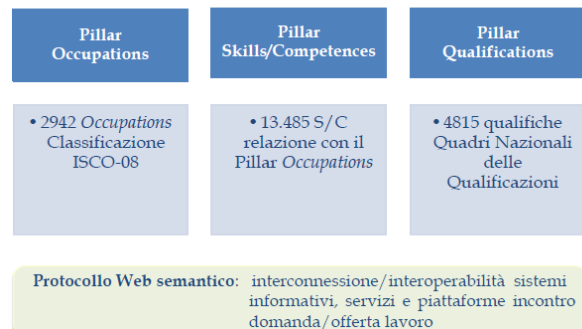 Pillar
Occupations
Pillar
Skills/Competences
Pillar
Qualifications
• 2942 Occupations
Classificazione
ISCO-08
• 13.485 S/C
relazione con il
Pillar Occupations
• 4815 qualifiche
Quadri Nazionali
delle
Qualificazioni
Protocollo Web semantico: interconnessione/interoperabilità sistemi
informativi, servizi e piattaforme incontro
domanda/offerta lavoro